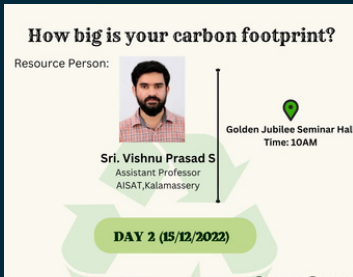 How big is your carbon footprint?
Resource Person:
Sri. Vishnu Prasad S
Assistant Professor
AISAT,Kalamassery
Golden Jubilee Seminar Hal
Time: 10AM
DAY 2 (15/12/2022)